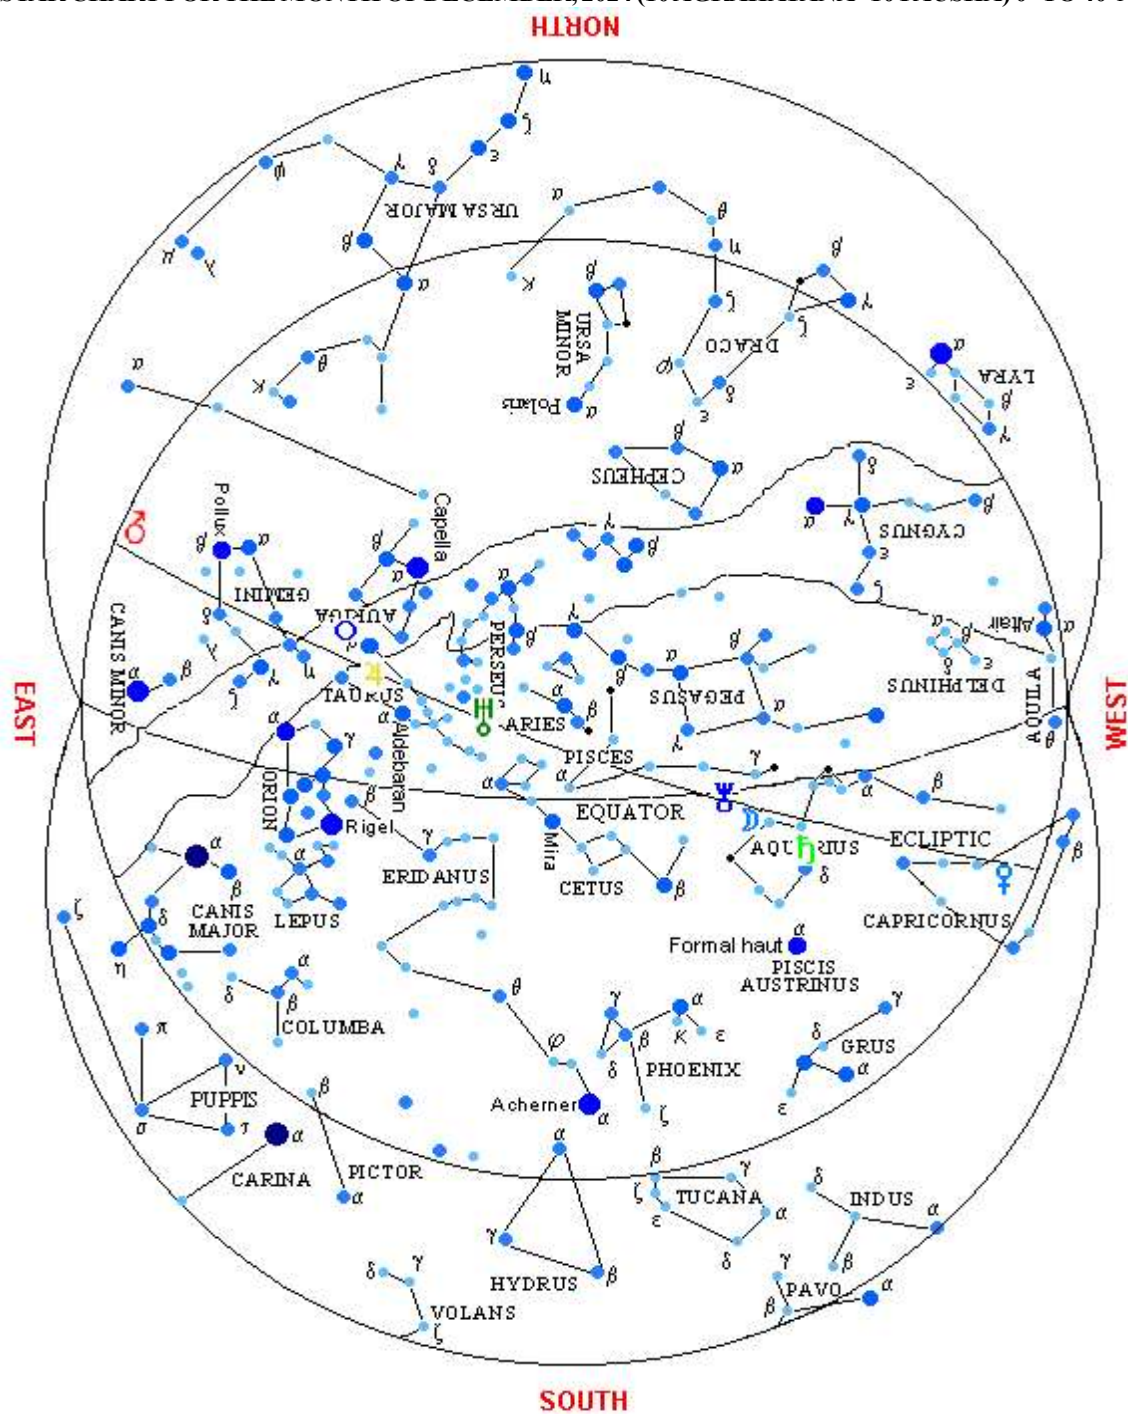 NORTH
η
ζ
ε
ψ
γ
δ
URSA MAJOR
μ
λ
β
α
α
θ
η
κ
β
ζ
β
γ
ζ
URSA
MINOR
DRACO
φ
δ
ε
α
ε
LYRA
β
γ
α
θ
κ
Polaris
α
β
CEPHEUS
α
δ
α
γ
β
CYGNUS
ε
ζ
Pollux
β
α
Capella
β
α
γ
β
♂
GEMINI
δ
AURIGA
α
PERSEUS
γ
β
β
Altair
α
CANIS MINOR
α
β
λ
ζ
γ
η
♃
TAURUS
α
Aldebaran
♅
ARIES
α
β
PISCES
PEGASUS
α
γ
β
δ
ε
DELPHINUS
AQUILA
θ
EAST
WEST
α
γ
ORION
β
Rigel
α
Mira
α
EQUATOR
γ
♆
α
β
ECLIPTIC
β
γ
ERIDANUS
CETUS
β
AQUARIUS
♄
δ
♀
CAPRICORNUS
α
β
CANIS
MAJOR
δ
η
ζ
α
LEPUS
Formal haut
α
PISCIS
AUSTRINUS
δ
α
β
COLUMBA
θ
φ
γ
α
β
κ
ε
δ
PHOENIX
ζ
γ
δ
GRUS
α
ε
π
ν
PUPPIS
σ
τ
β
Acherner
α
α
CARINA
PICTOR
α
α
β
γ
ζ
TUCANA
ε
α
δ
δ
INDUS
α
β
γ
HYDRUS
β
δ
γ
VOLANS
ζ
γ
PAVO
α
β
SOUTH